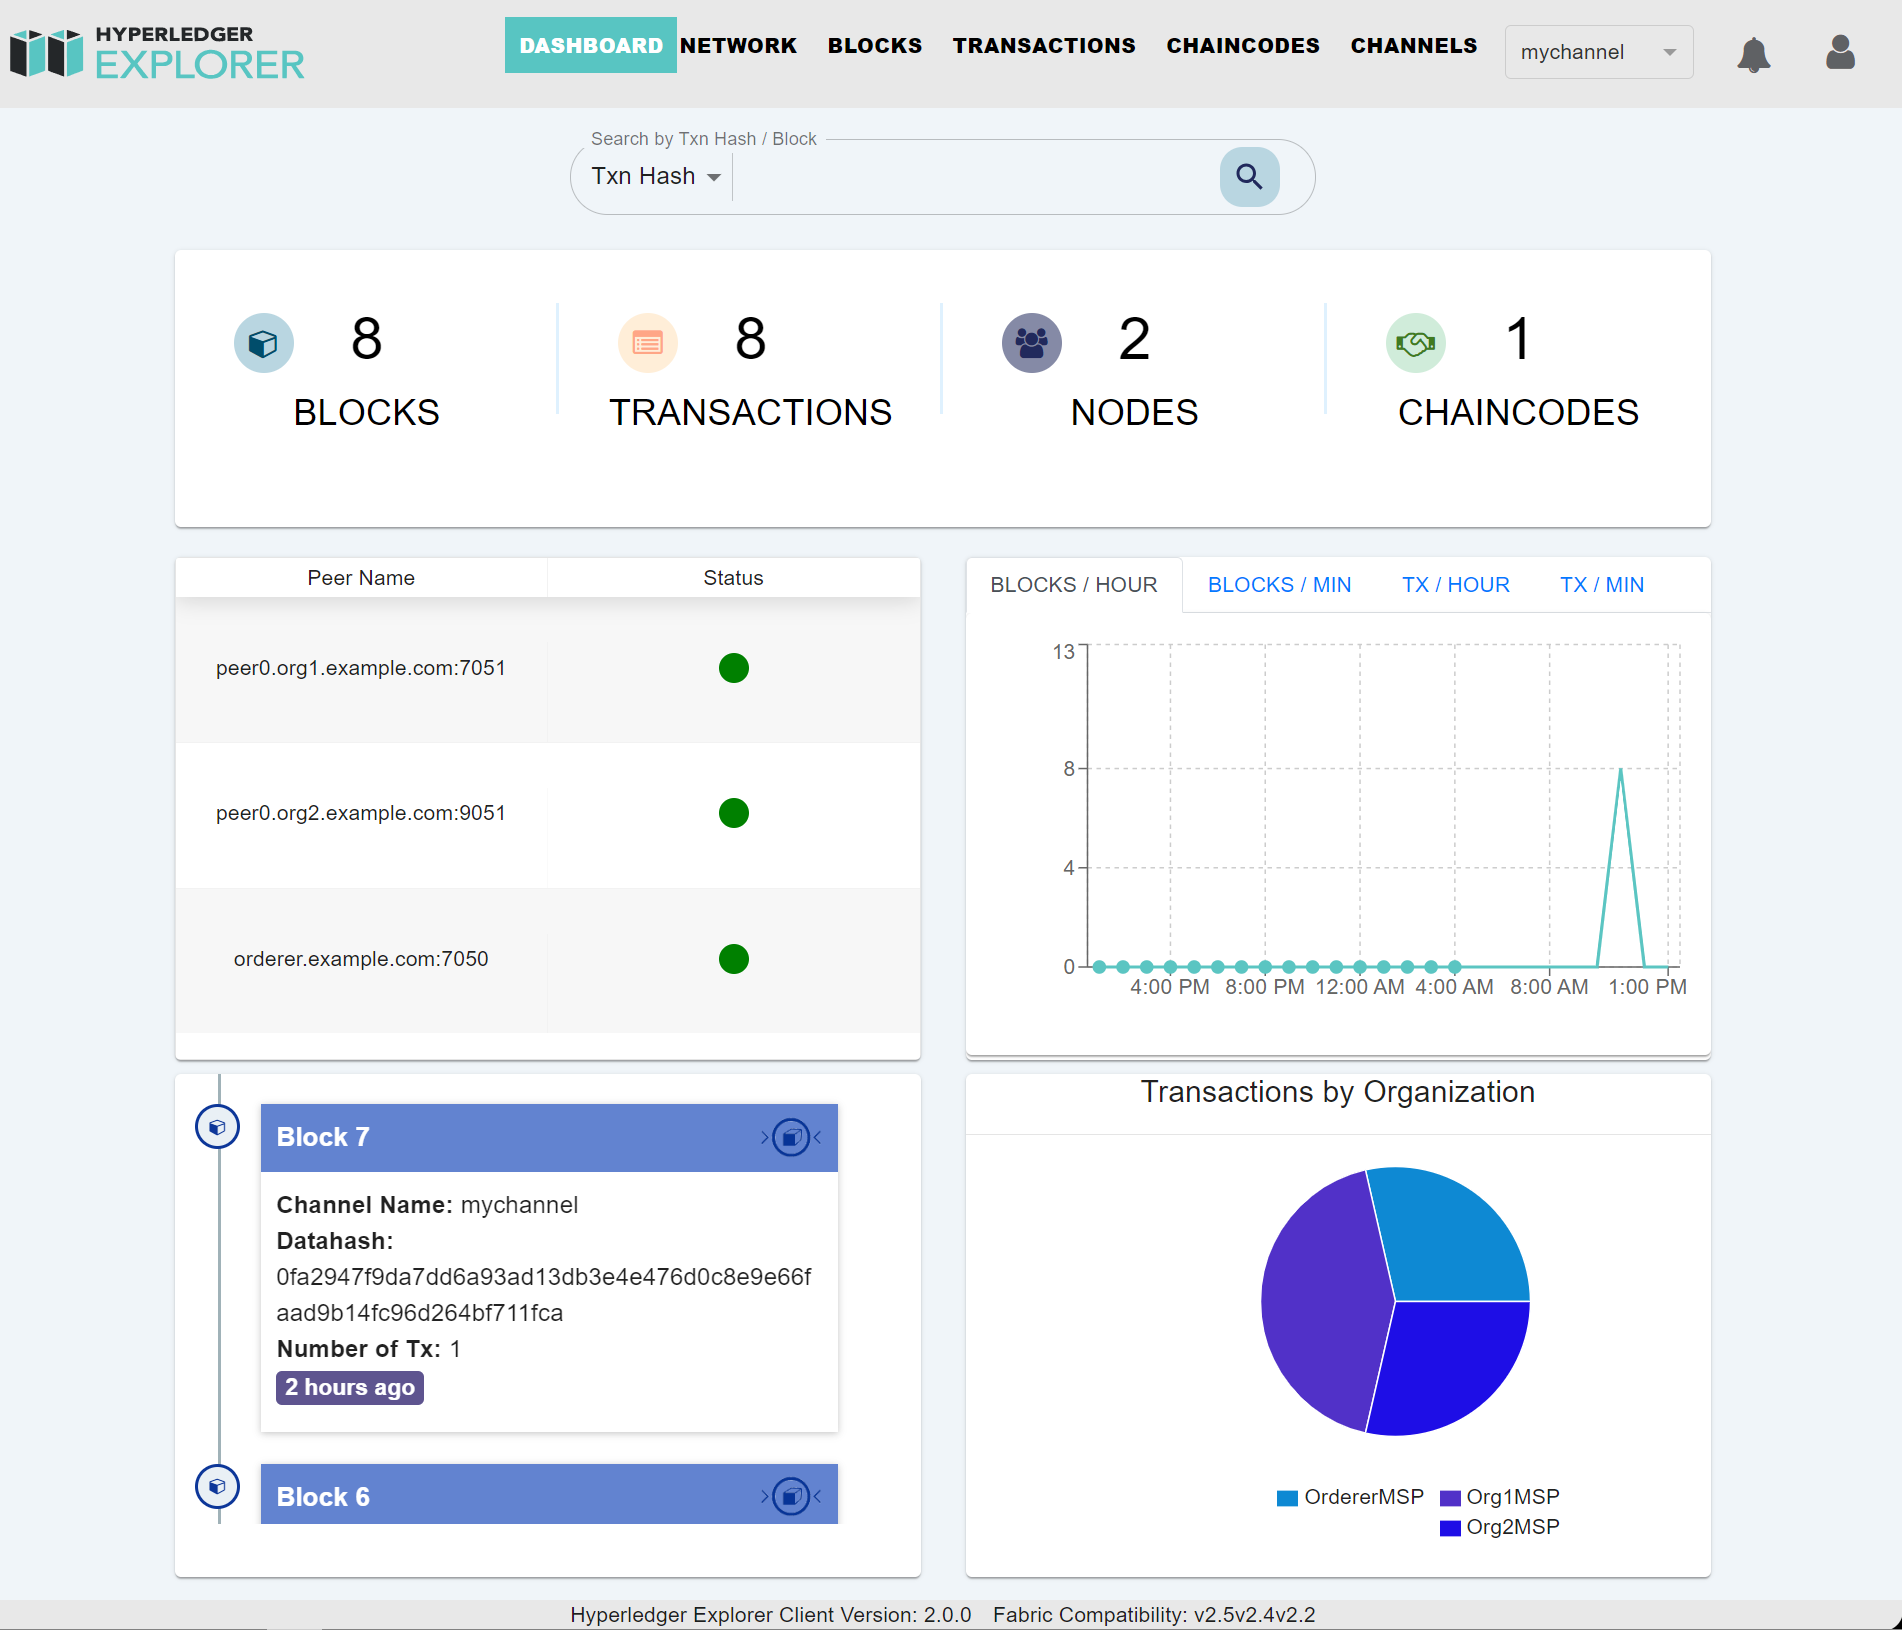 HYPERLEDGER
EXPLORER
DASHBOARD NETWORK BLOCKS TRANSACTIONS CHAINCODES CHANNELS mychannel
Search by Txn Hash / Block
Txn Hash
8 8 2 1
BLOCKS TRANSACTIONS NODES CHAINCODES
Peer Name Status
peer0.org1.example.com:7051
peer0.org2.example.com:9051
orderer.example.com:7050
BLOCKS / HOUR BLOCKS / MIN TX / HOUR TX / MIN
13
8
4
0
4:00 PM 8:00 PM 12:00 AM 4:00 AM 8:00 AM 1:00 PM
Block 7
Channel Name: mychannel
Datahash:
0fa2947f9da7dd6a93ad13db3e4e476d0c8e9e66f
aad9b14fc96d264bf711fca
Number of Tx: 1
2 hours ago
Block 6
Transactions by Organization
OrdererMSP Org1MSP
Org2MSP
Hyperledger Explorer Client Version: 2.0.0 Fabric Compatibility: v2.5v2.4v2.2